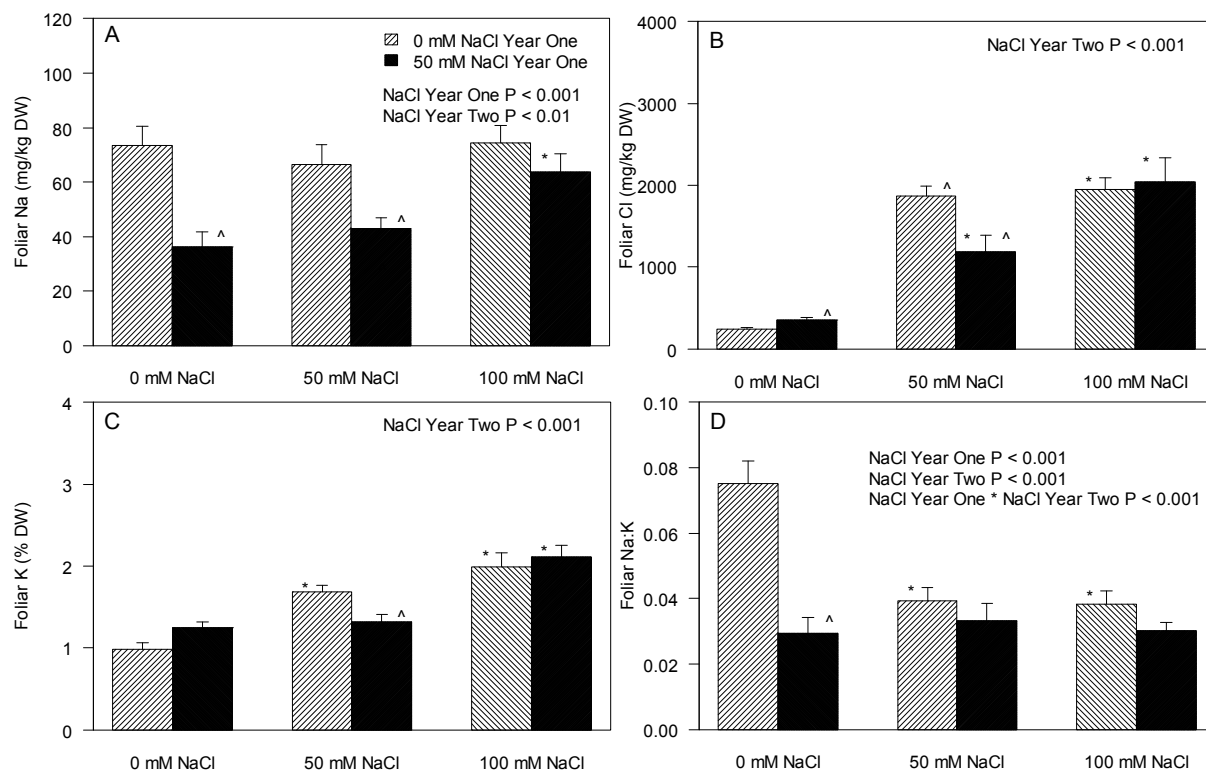 A
0 mM NaCl Year One
50 mM NaCl Year One
NaCl Year One P < 0.001
NaCl Year Two P < 0.01
Foliar Na (mg/kg DW)
120
100
80
60
40
20
0
^
^
*
0 mM NaCl
50 mM NaCl
100 mM NaCl
B
NaCl Year Two P < 0.001
Foliar Cl (mg/kg DW)
4000
3000
2000
1000
0
^
^
* ^
*
*
0 mM NaCl
50 mM NaCl
100 mM NaCl
C
NaCl Year Two P < 0.001
Foliar K (% DW)
4
3
2
1
0
*
^
*
*
0 mM NaCl
50 mM NaCl
100 mM NaCl
D
NaCl Year One P < 0.001
NaCl Year Two P < 0.001
NaCl Year One * NaCl Year Two P < 0.001
Foliar Na:K
0.10
0.08
0.06
0.04
0.02
0.00
^
*
*
0 mM NaCl
50 mM NaCl
100 mM NaCl